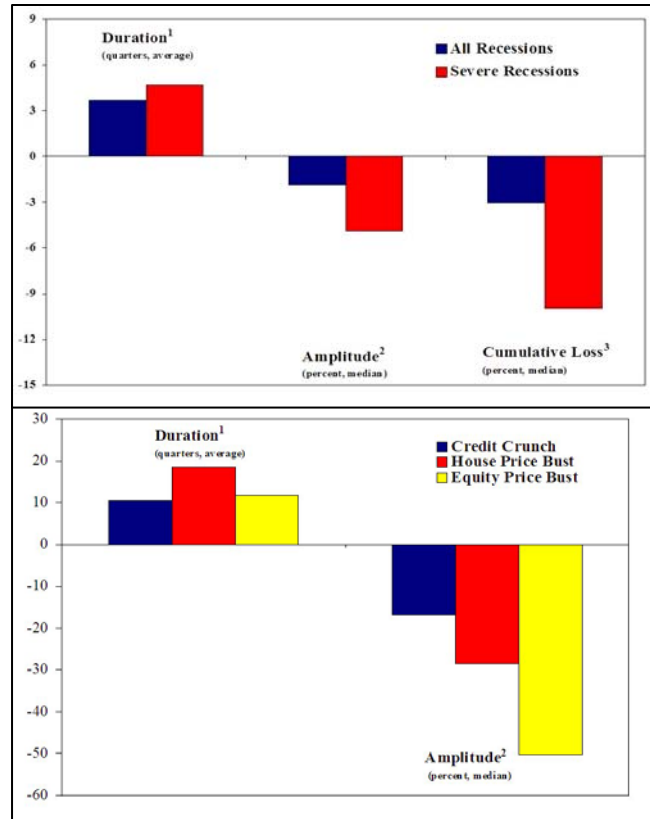 9
6
3
0
-3
-6
-9
-12
-15
Duration1
(quarters, average)
All Recessions
Severe Recessions
Amplitude2
(percent, median)
Cumulative Loss3
(percent, median)
30
20
10
0
-10
-20
-30
-40
-50
-60
Duration1
(quarters, average)
Credit Crunch
House Price Bust
Equity Price Bust
Amplitude2
(percent, median)